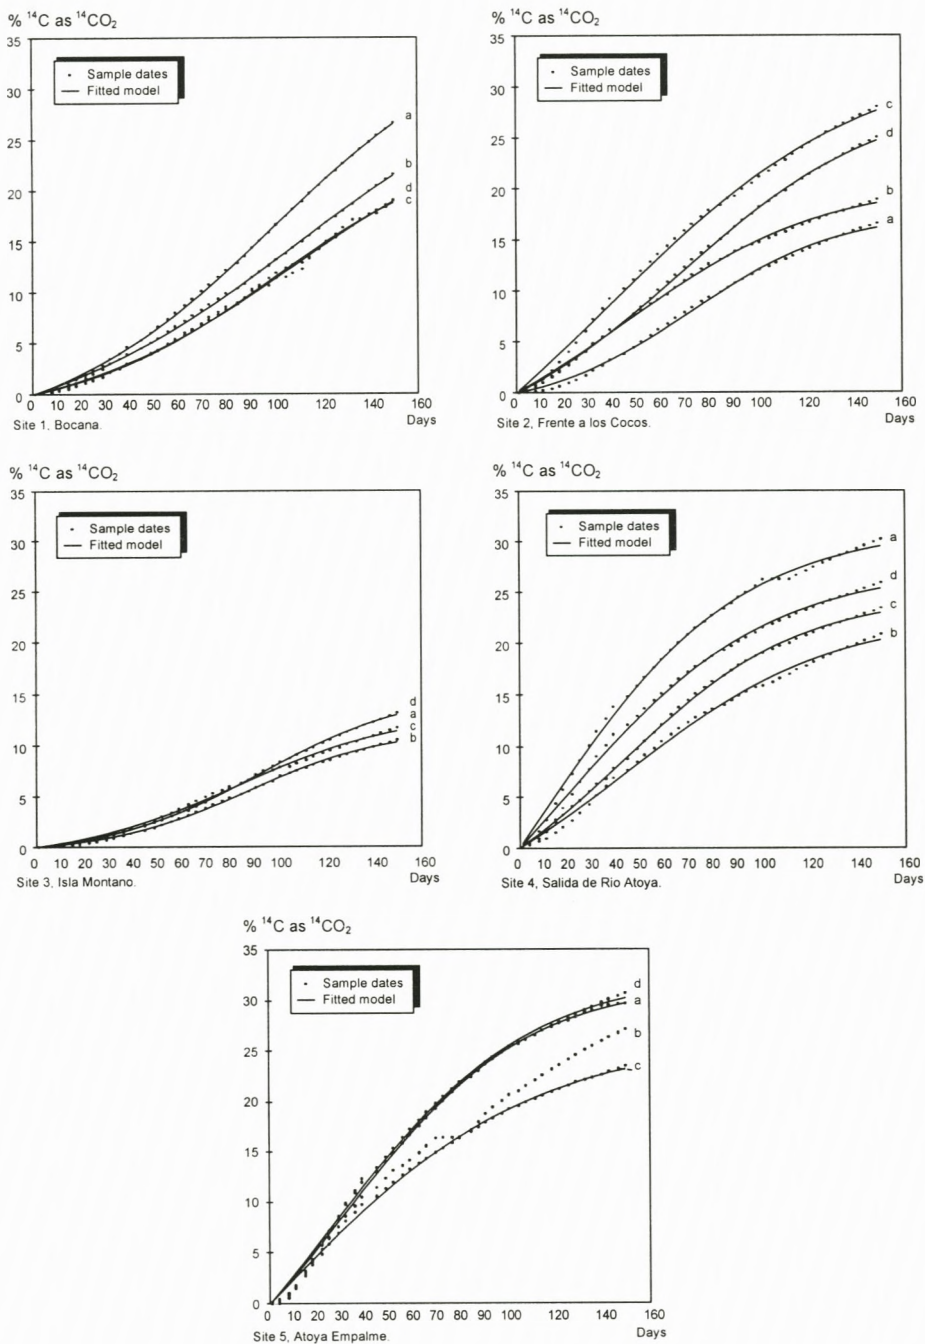 % ¹⁴C as ¹⁴CO₂
35
30
25
20
15
10
5
0
Sample dates
Fitted model
a
b
d
c
0 10 20 30 40 50 60 70 80 90 100 120 140 160
Site 1, Bocana.
Days
% ¹⁴C as ¹⁴CO₂
35
30
25
20
15
10
5
0
Sample dates
Fitted model
c
d
b
a
0 10 20 30 40 50 60 70 80 90 100 120 140 160
Site 2, Frente a los Cocos.
Days
% ¹⁴C as ¹⁴CO₂
35
30
25
20
15
10
5
0
Sample dates
Fitted model
d
a
c
b
0 10 20 30 40 50 60 70 80 90 100 120 140 160
Site 3, Isla Montano.
Days
% ¹⁴C as ¹⁴CO₂
35
30
25
20
15
10
5
0
Sample dates
Fitted model
a
d
c
b
0 10 20 30 40 50 60 70 80 90 100 120 140 160
Site 4, Salida de Rio Atoya.
Days
% ¹⁴C as ¹⁴CO₂
35
30
25
20
15
10
5
0
Sample dates
Fitted model
d
a
b
c
0 10 20 30 40 50 60 70 80 90 100 120 140 160
Site 5, Atoya Empalme.
Days